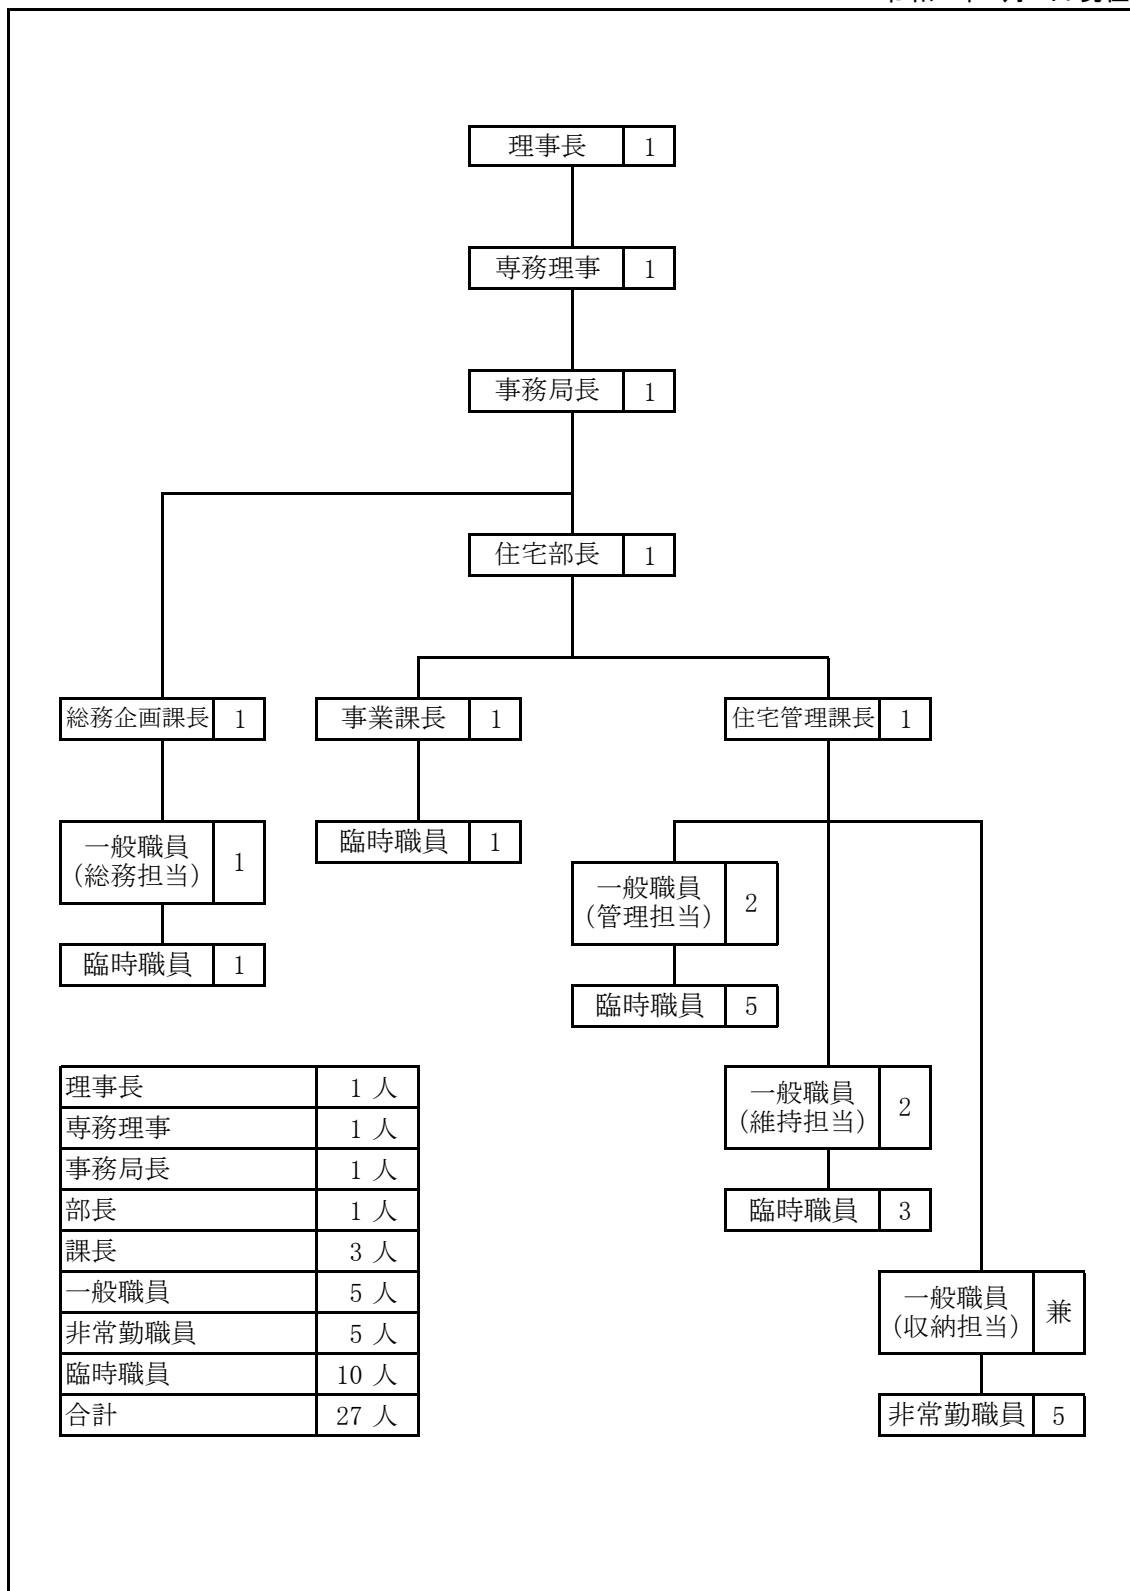 理事長 1
専務理事 1
事務局長 1
住宅部長 1
総務企画課長 1
事業課長 1
住宅管理課長 1
一般職員
(総務担当) 1
臨時職員 1
臨時職員 1
一般職員
(管理担当) 2
臨時職員 5
一般職員
(維持担当) 2
臨時職員 3
一般職員
(収納担当) 兼
非常勤職員 5
理事長 1 人
専務理事 1 人
事務局長 1 人
部長 1 人
課長 3 人
一般職員 5 人
非常勤職員 5 人
臨時職員 10 人
合計 27 人